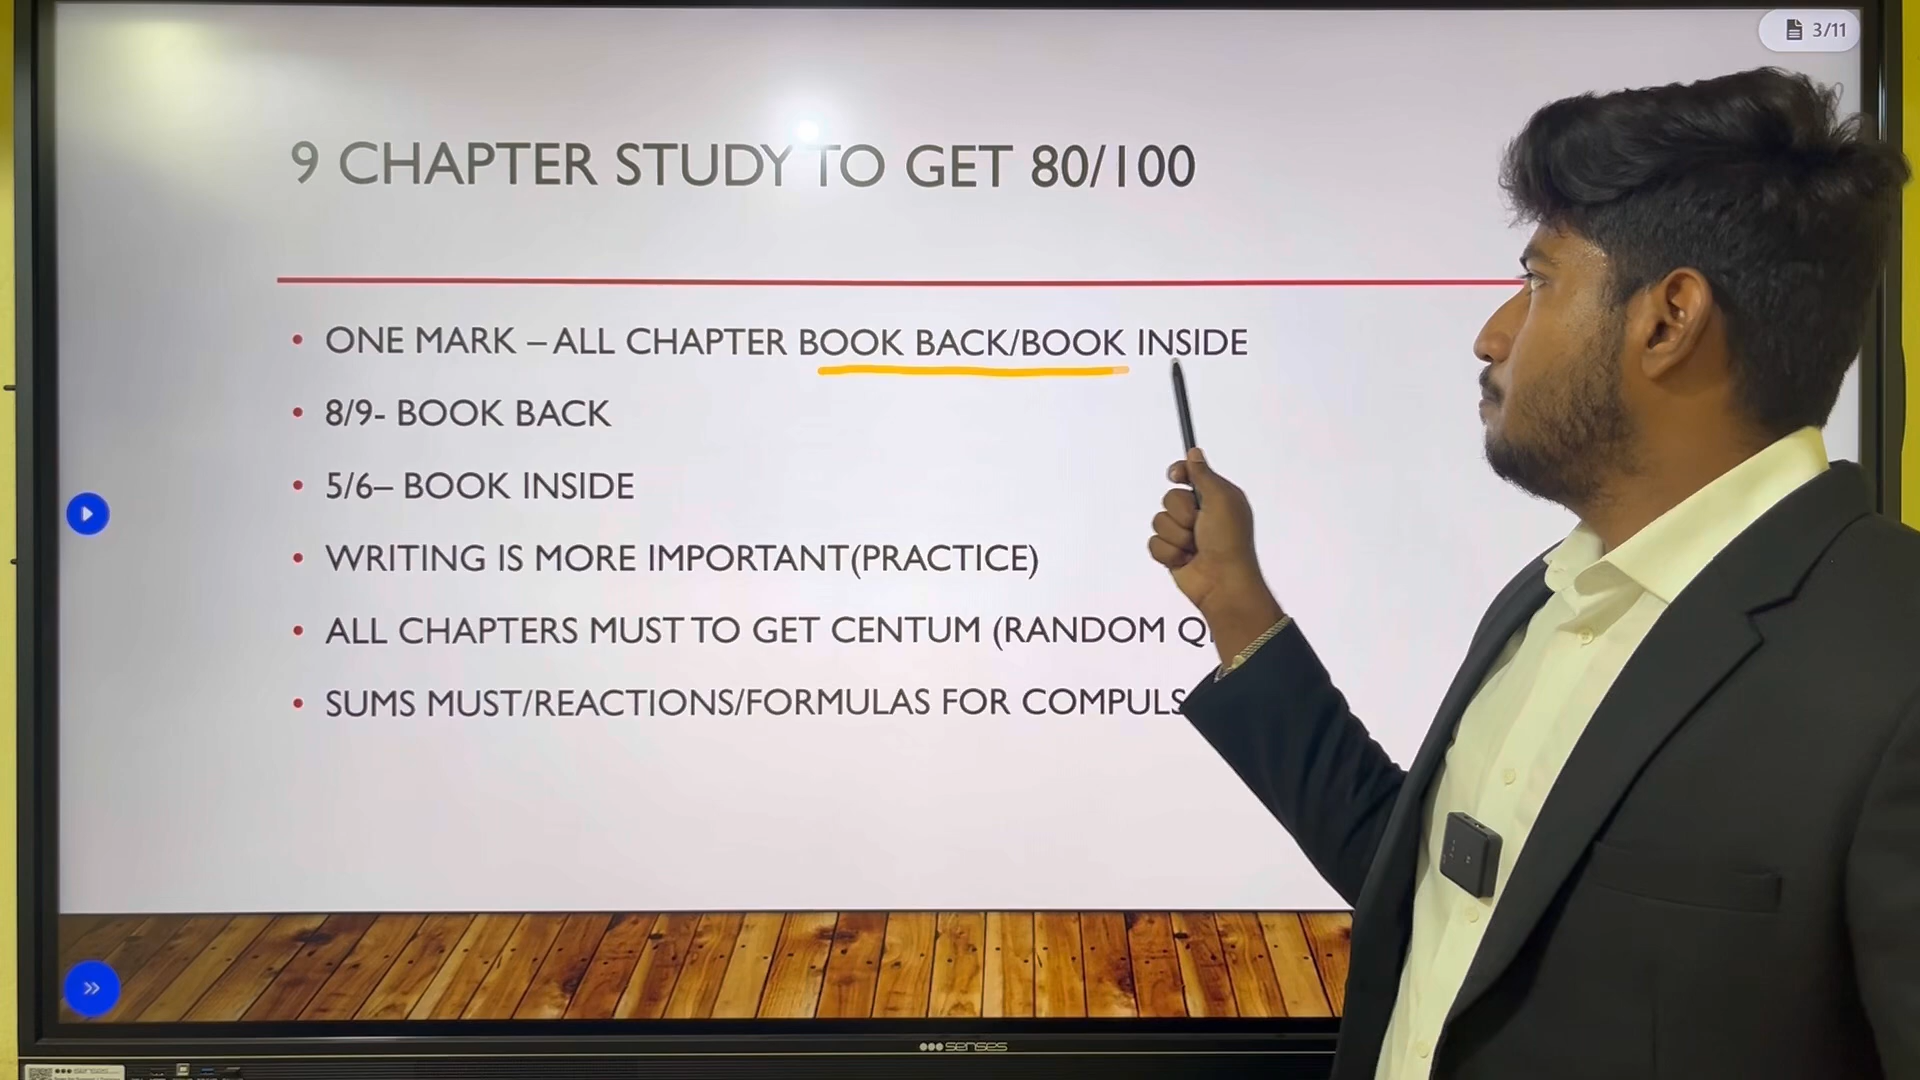 3/11
9 CHAPTER STUDY TO GET 80/100
• ONE MARK – ALL CHAPTER BOOK BACK/BOOK INSIDE
• 8/9- BOOK BACK
• 5/6– BOOK INSIDE
• WRITING IS MORE IMPORTANT(PRACTICE)
• ALL CHAPTERS MUST TO GET CENTUM (RANDOM
• SUMS MUST/REACTIONS/FORMULAS FOR COMPULS
senses